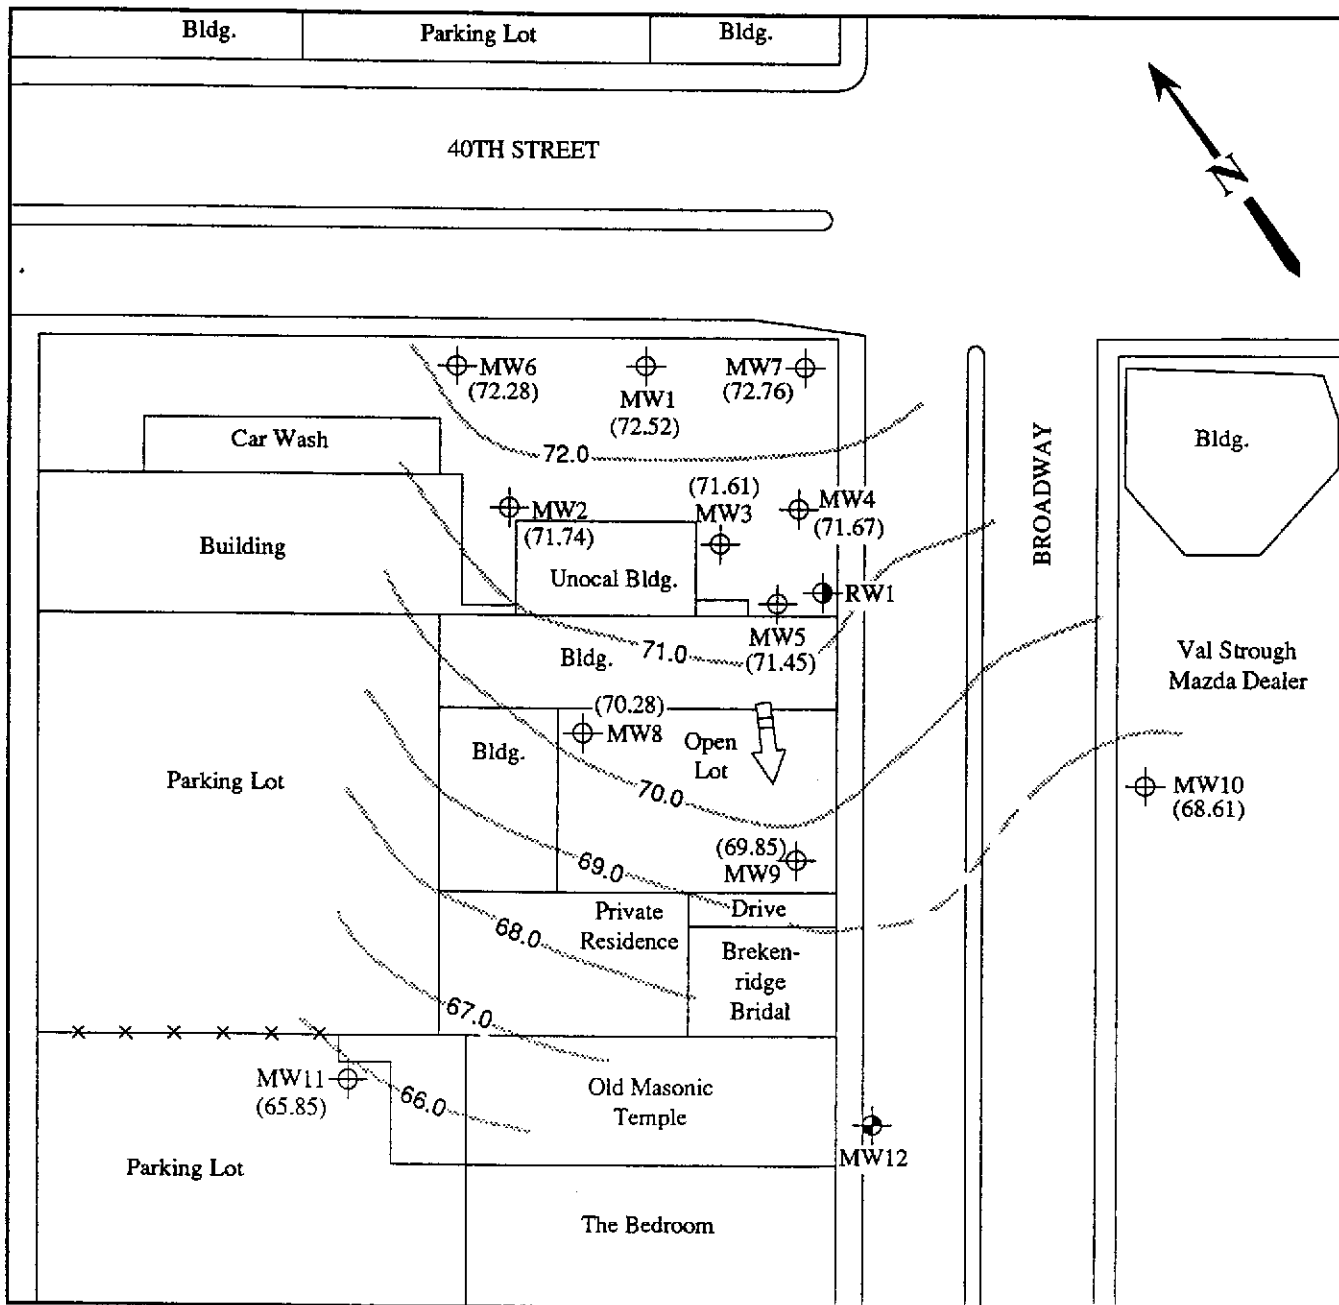 Bldg.
Parking Lot
Bldg.
40TH STREET
N
MW6
(72.28)
MW1
(72.52)
MW7
(72.76)
Car Wash
72.0
Bldg.
BROADWAY
(71.61)
MW3
MW4
(71.67)
MW2
(71.74)
Building
Unocal Bldg.
RW1
MW5
(71.45)
71.0
Bldg.
Val Strough
Mazda Dealer
(70.28)
MW8
Bldg.
Open
Lot
Parking Lot
70.0
MW10
(68.61)
(69.85)
MW9
69.0
Private
Residence
Drive
68.0
Breken-
ridge
Bridal
67.0
MW11
(65.85)
66.0
Old Masonic
Temple
MW12
Parking Lot
The Bedroom